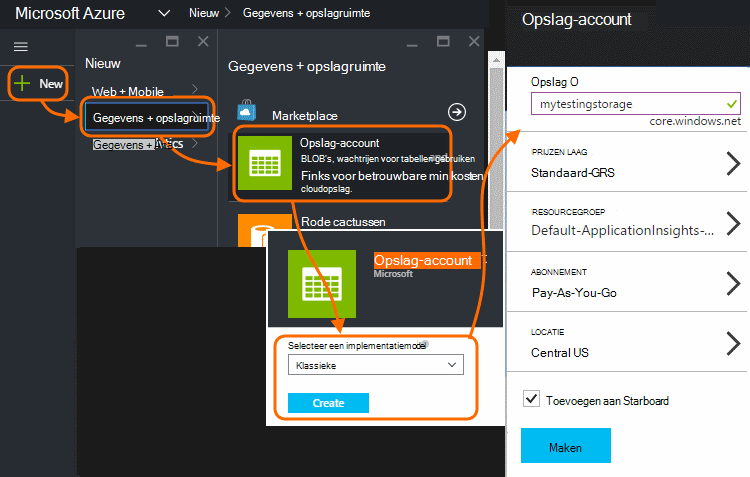 Microsoft Azure
Nieuw > Gegevens + opslagruimte
New
Nieuw
Web + Mobile
Gegevens + opslagruimte
Gegevens +
Gegevens + opslagruimte
Marketplace
Opslag-account
BLOB's, wachtrijen voor tabellen gebruiken
Finks voor betrouwbare min kosten
cloudopslag.
Rode cactussen
Opslag-account
Microsoft
Selecteer een implementatiemodel
Klassieke
Create
Opslag-account
Opslag O
mytestingstorage
core.windows.net
PRIJZEN LAAG
Standaard-GRS
RESOURCEGROEP
Default-ApplicationInsights-...
ABONNEMENT
Pay-As-You-Go
LOCATIE
Central US
Toevoegen aan Starboard
Maken